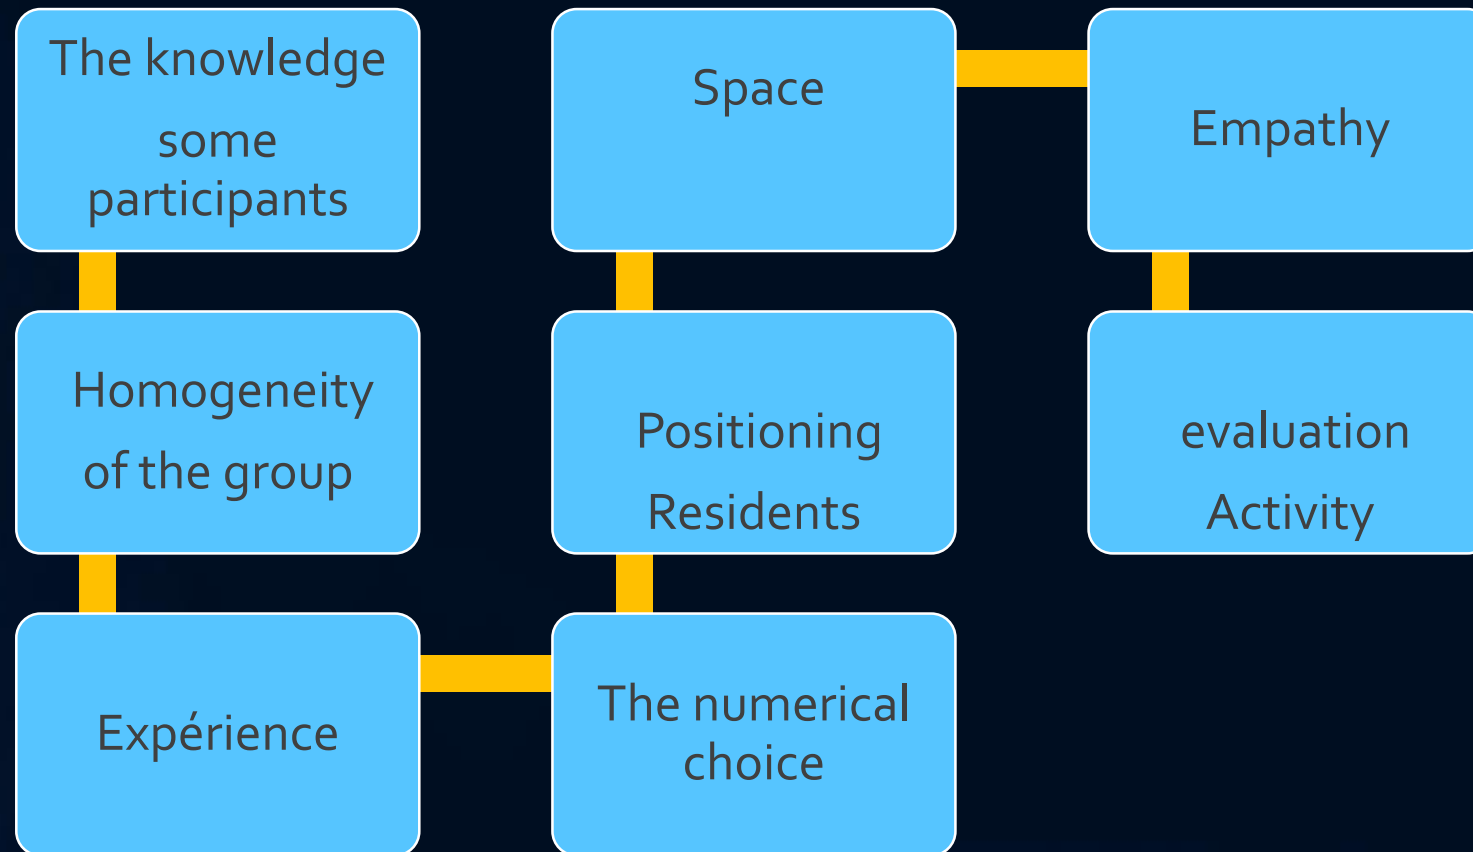 The knowledge
some
participants
Homogeneity
of the group
Expérience
The numerical
choice
Positioning
Residents
Space
Empathy
evaluation
Activity